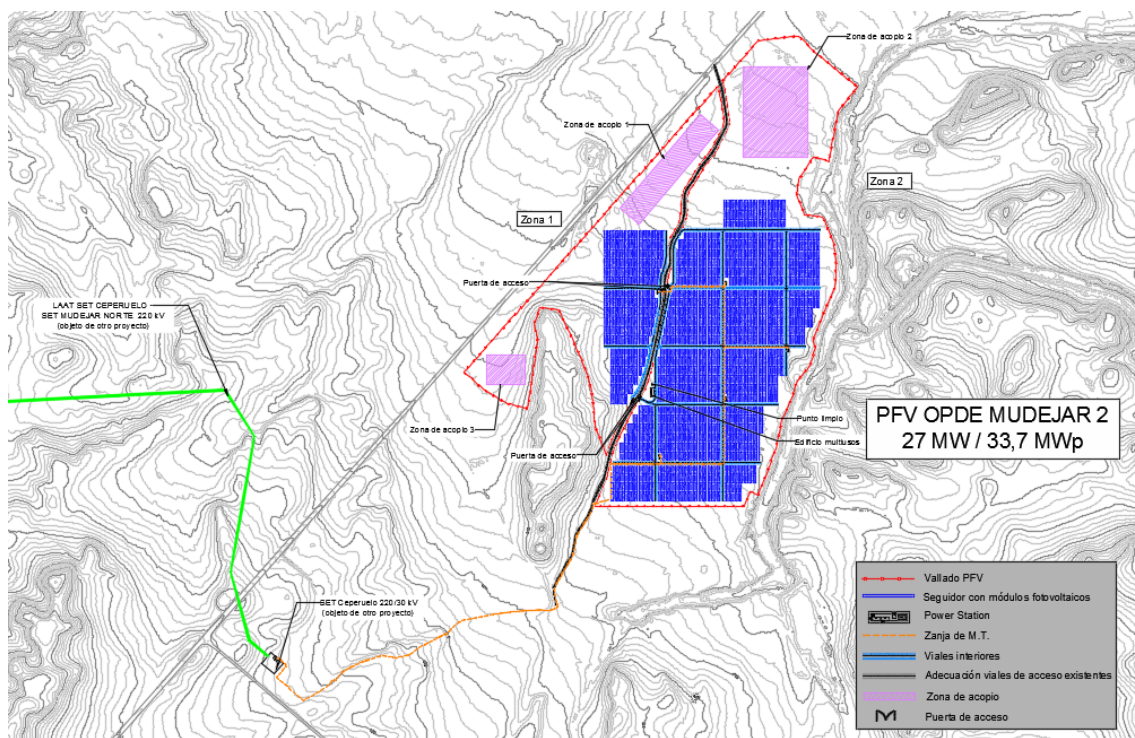 Zona de acopio 2
Zona de acopio 1
Zona 2
Zona 1
Puerta de acceso
LAAT SET CEPERUELO
SET MUDEJAR NORTE 220 kV
(objeto de otro proyecto)
Punto limpio
Zona de acopio 3
Edificio multiusos
Puerta de acceso
PFV OPDE MUDEJAR 2
27 MW / 33,7 MWp
SET Ceperuelo 220/30 kV
(objeto de otro proyecto)
Vallado PFV
Seguidor con módulos fotovoltaicos
Power Station
Zanja de M.T.
Viales interiores
Adecuación viales de acceso existentes
Zona de acopio
Puerta de acceso